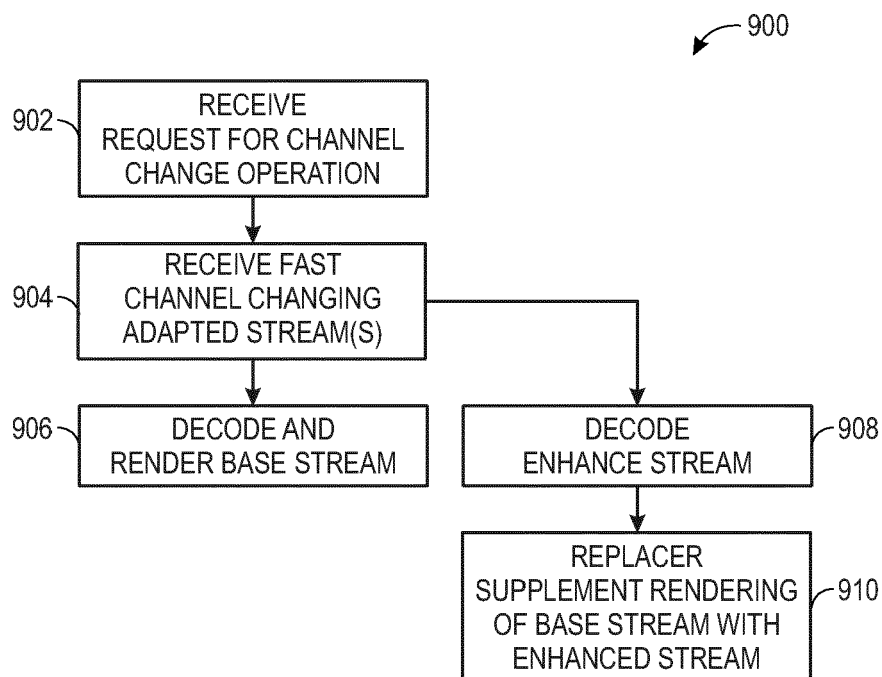 900
902
RECEIVE
REQUEST FOR CHANNEL
CHANGE OPERATION
904
RECEIVE FAST
CHANNEL CHANGING
ADAPTED STREAM(S)
906
DECODE AND
RENDER BASE STREAM
DECODE
ENHANCE STREAM
908
REPLACER
SUPPLEMENT RENDERING
OF BASE STREAM WITH
ENHANCED STREAM
910